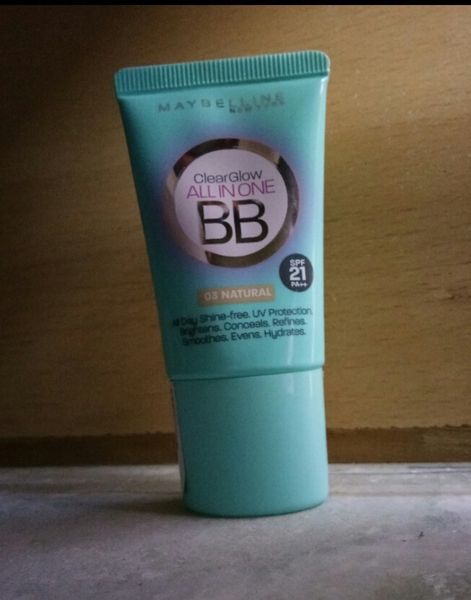 MAYBELLINE
NEW YORK
ClearGlow
ALL IN ONE
BB
SPF
21
PA++
03 NATURAL
All Day Shine-free. UV Protection.
Brightens. Conceals. Refines.
Smoothes. Evens. Hydrates.